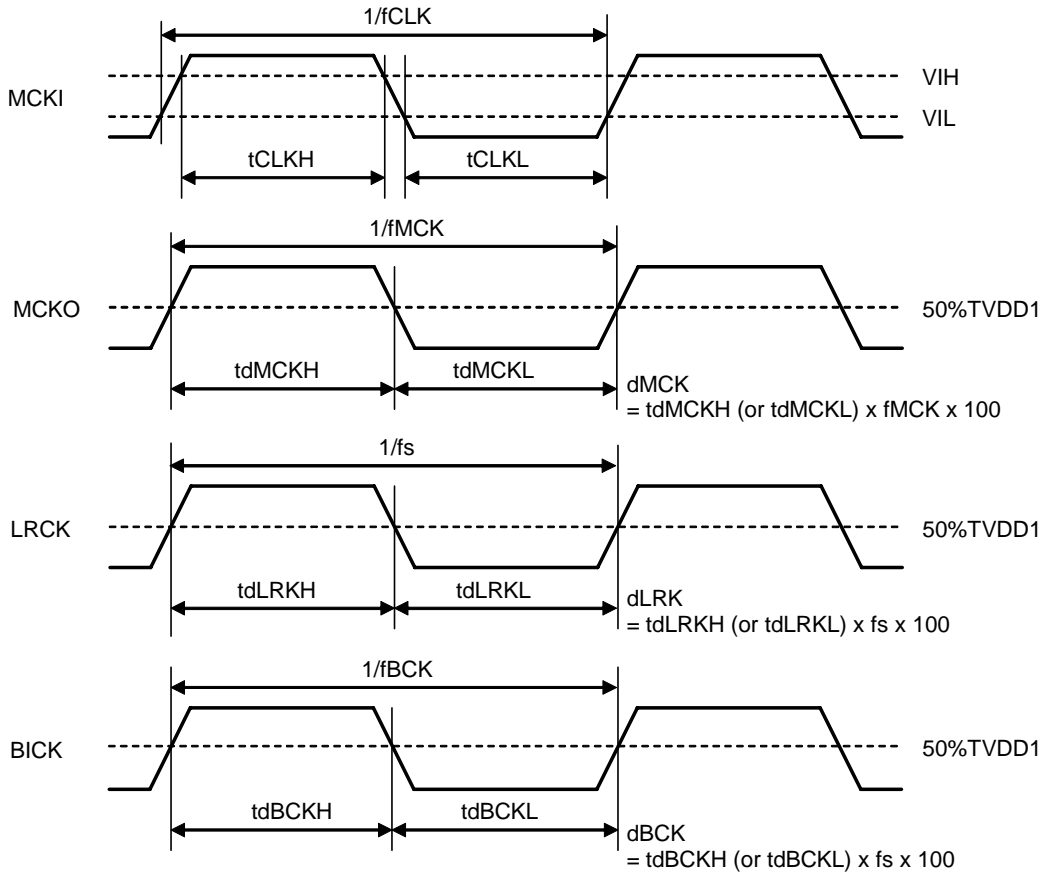 1/fCLK
MCKI
VIH
VIL
tCLKH
tCLKL
1/fMCK
MCKO
50%TVDD1
tdMCKH
tdMCKL
dMCK
= tdMCKH (or tdMCKL) x fMCK x 100
1/fs
LRCK
50%TVDD1
tdLRKH
tdLRKL
dLRK
= tdLRKH (or tdLRKL) x fs x 100
1/fBCK
BICK
50%TVDD1
tdBCKH
tdBCKL
dBCK
= tdBCKH (or tdBCKL) x fs x 100